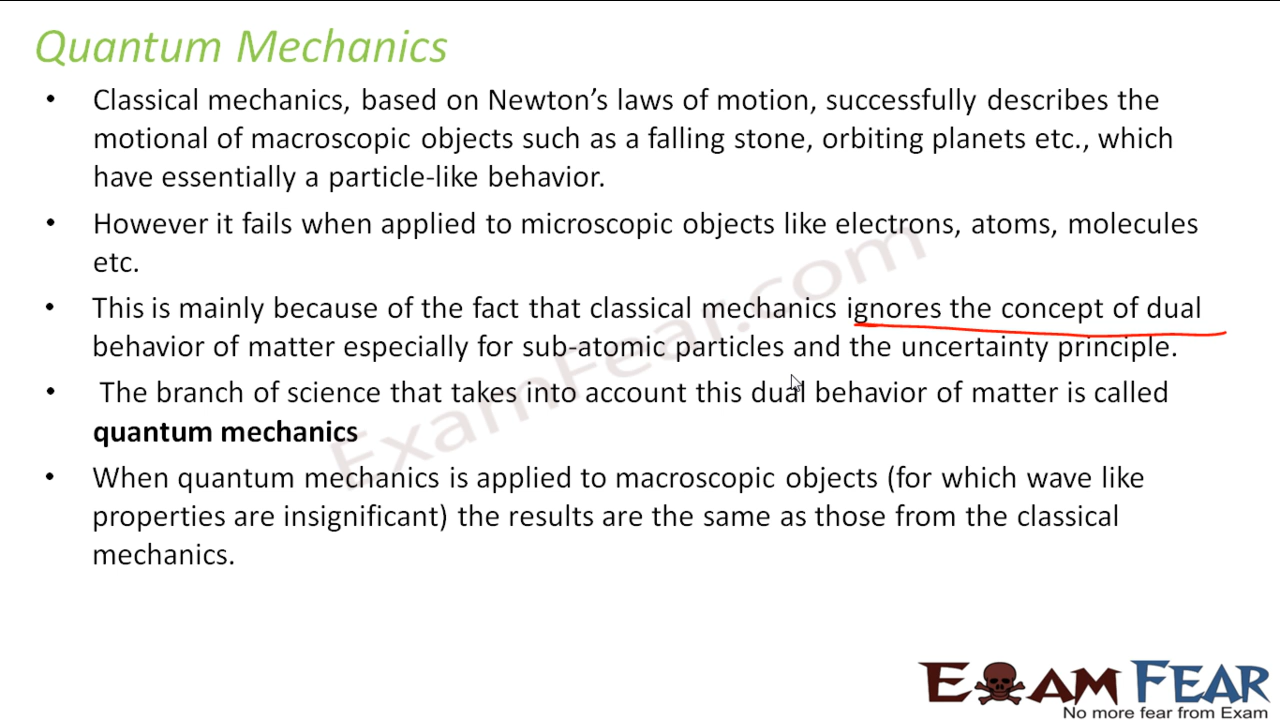 Quantum Mechanics
• Classical mechanics, based on Newton's laws of motion, successfully describes the
motional of macroscopic objects such as a falling stone, orbiting planets etc., which
have essentially a particle-like behavior.
• However it fails when applied to microscopic objects like electrons, atoms, molecules
etc.
• This is mainly because of the fact that classical mechanics ignores the concept of dual
behavior of matter especially for sub-atomic particles and the uncertainty principle.
• The branch of science that takes into account this dual behavior of matter is called
quantum mechanics
• When quantum mechanics is applied to macroscopic objects (for which wave like
properties are insignificant) the results are the same as those from the classical
mechanics.
ExamFear.com
EXAM FEAR
No more fear from Exam